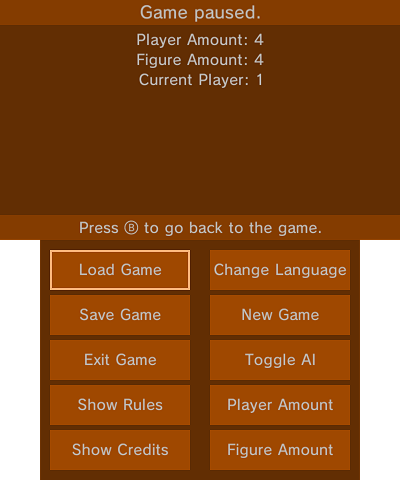 Game paused.
Player Amount: 4
Figure Amount: 4
Current Player: 1
Press Ⓑ to go back to the game.
Load Game
Change Language
Save Game
New Game
Exit Game
Toggle AI
Show Rules
Player Amount
Show Credits
Figure Amount